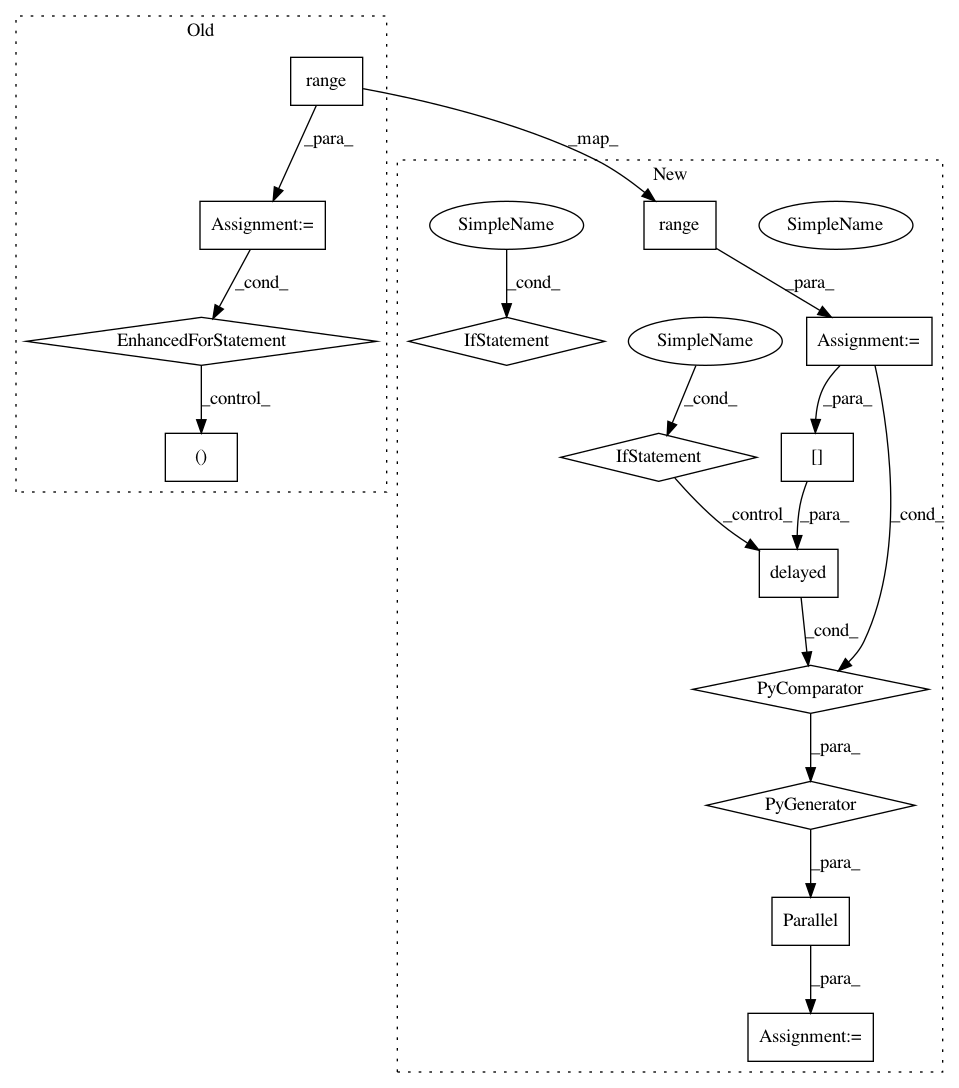 Old
range
_para_
_map_
New
Assignment:=
SimpleName
range
SimpleName
_cond_
_cond_
_para_
EnhancedForStatement
IfStatement
SimpleName
Assignment:=
_control_
_cond_
_para_
()
IfStatement
[]
_control_
_para_
_cond_
delayed
_cond_
PyComparator
_para_
PyGenerator
_para_
Parallel
_para_
Assignment:=